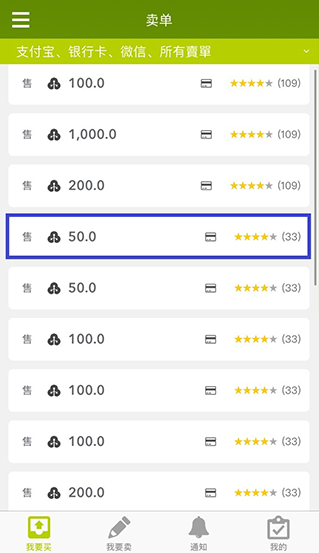 卖单
支付宝、银行卡、微信、所有賣單
售 100.0 (109)
售 1,000.0 (109)
售 200.0 (109)
售 50.0 (33)
售 50.0 (33)
售 100.0 (33)
售 100.0 (33)
售 100.0 (33)
售 200.0 (33)
我要买 我要卖 通知 我的